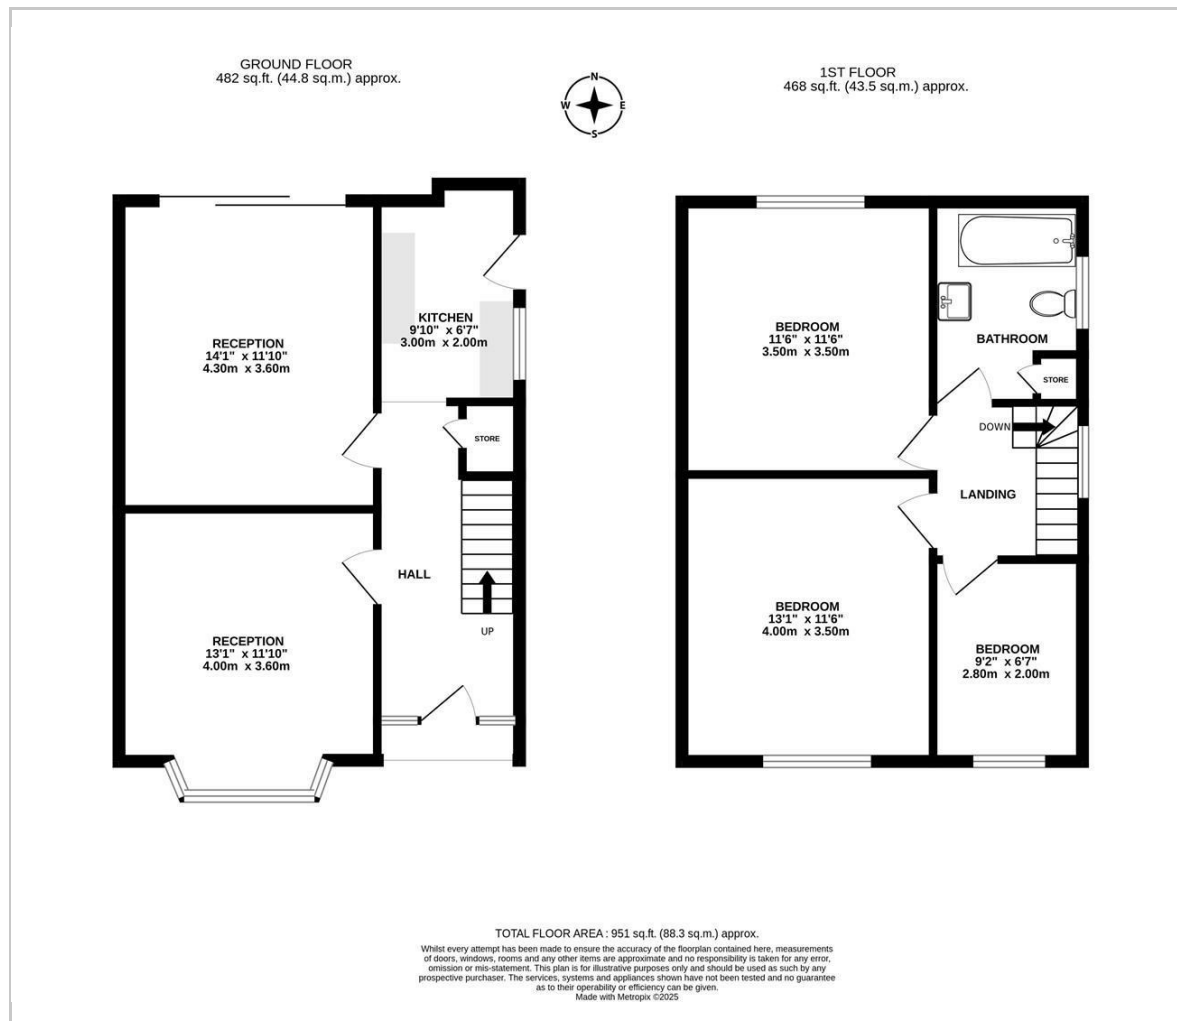 GROUND FLOOR
482 sq.ft. (44.8 sq.m.) approx.
1ST FLOOR
468 sq.ft. (43.5 sq.m.) approx.
N
W E
S
RECEPTION
14'1" x 11'10"
4.30m x 3.60m
KITCHEN
9'10" x 6'7"
3.00m x 2.00m
STORE
HALL
UP
RECEPTION
13'1" x 11'10"
4.00m x 3.60m
BEDROOM
11'6" x 11'6"
3.50m x 3.50m
BATHROOM
STORE
DOWN
LANDING
BEDROOM
13'1" x 11'6"
4.00m x 3.50m
BEDROOM
9'2" x 6'7"
2.80m x 2.00m
TOTAL FLOOR AREA : 951 sq.ft. (88.3 sq.m.) approx.
Whilst every attempt has been made to ensure the accuracy of the floorplan contained here, measurements
of doors, windows, rooms and any other items are approximate and no responsibility is taken for any error,
omission or mis-statement. This plan is for illustrative purposes only and should be used as such by any
prospective purchaser. The services, systems and appliances shown have not been tested and no guarantee
as to their operability or efficiency can be given.
Made with Metropix ©2025